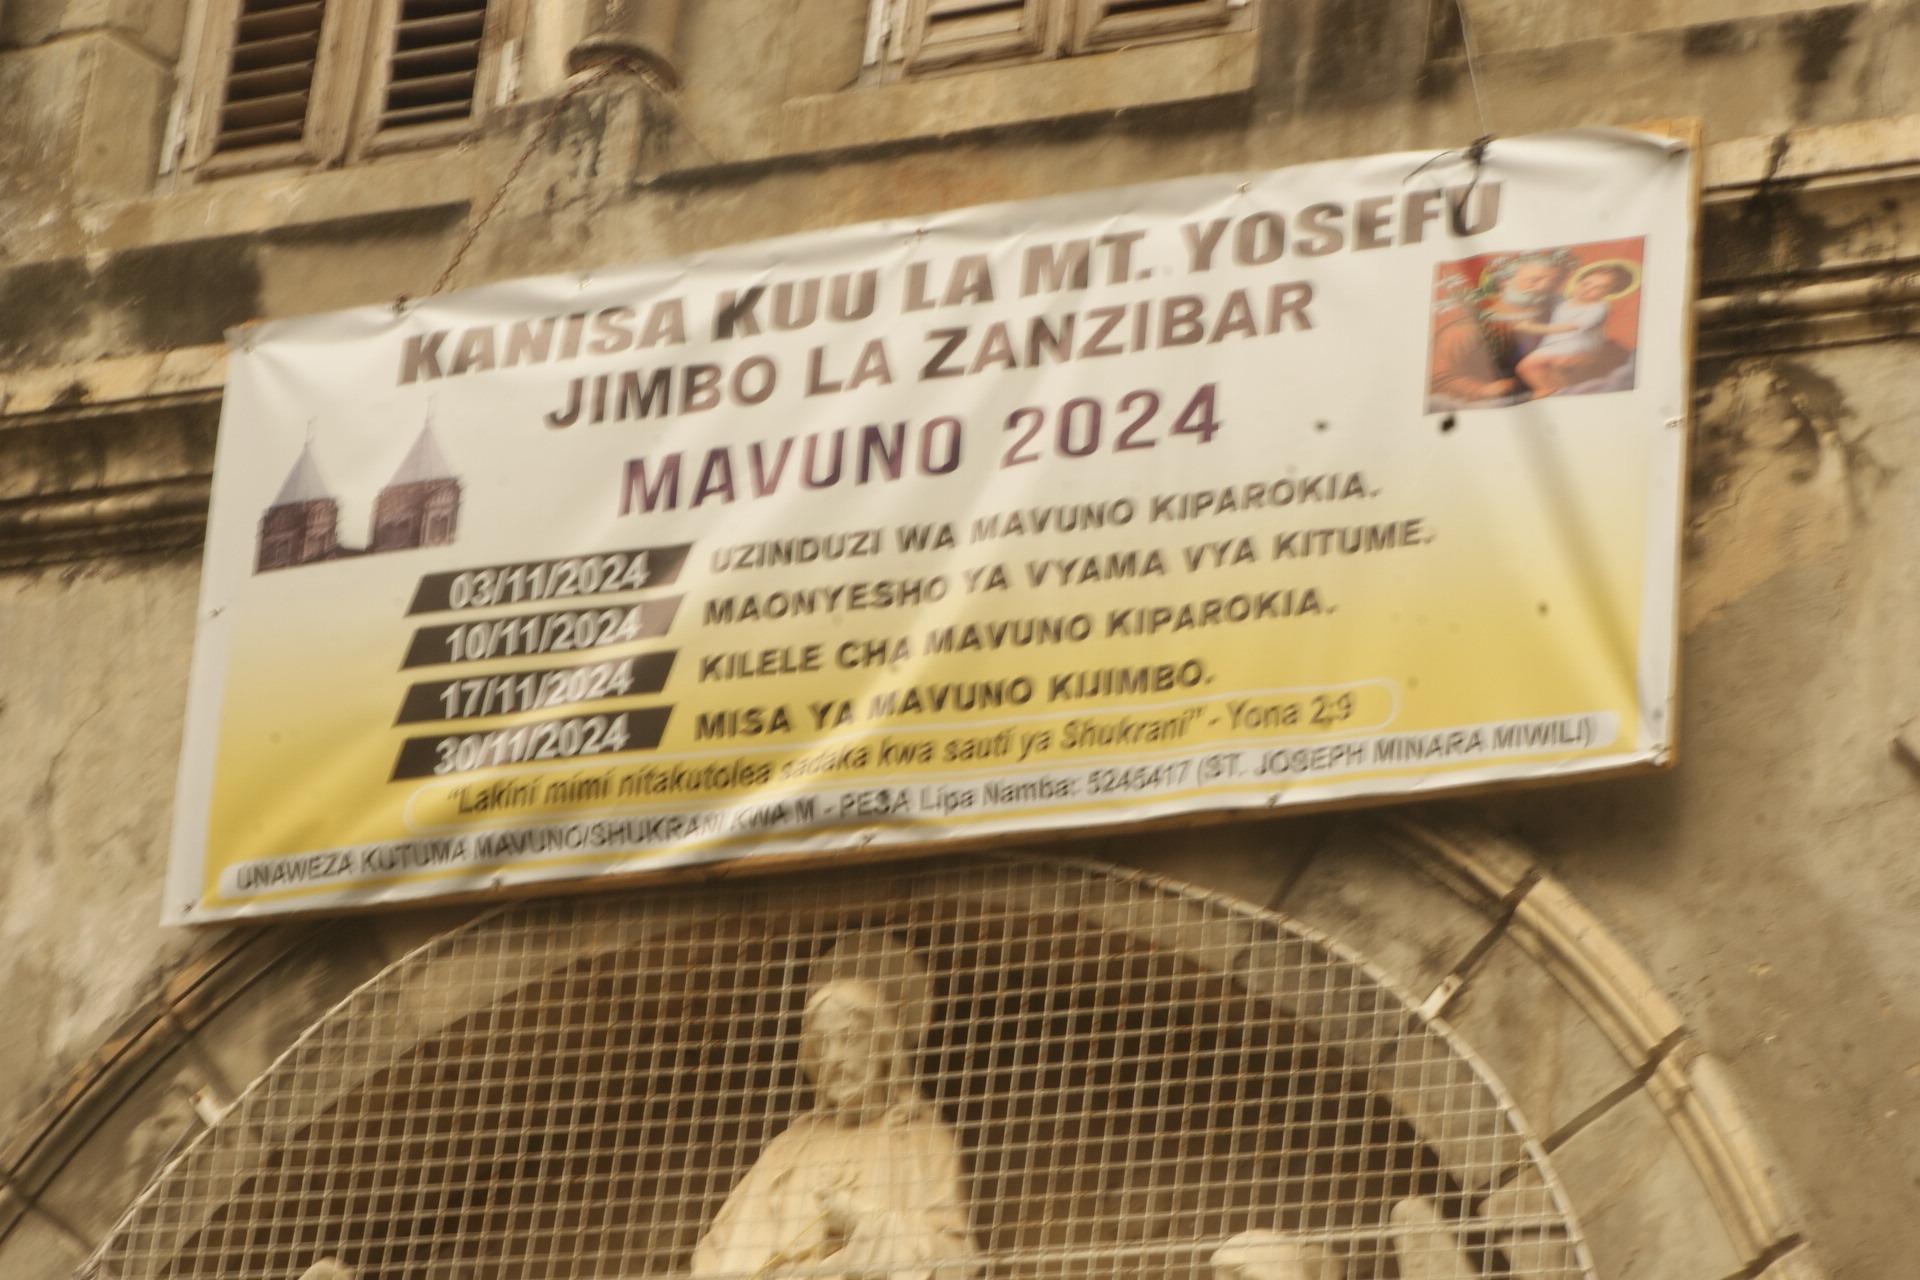 KANISA KUU LA MT. YOSEFU
JIMBO LA ZANZIBAR
MAVUNO 2024
03/11/2024 UZINDUZI WA MAVUNO KIPAROKIA.
10/11/2024 MAONYESHO YA VYAMA VYA KITUME.
17/11/2024 KILELE CHA MAVUNO KIPAROKIA.
30/11/2024 MISA YA MAVUNO KIJIMBO.
"Lakini mimi nitakutolea sadaka kwa sauti ya Shukrani" - Yona 2:9
UNAWEZA KUTUMA MAVUNO/SHUKRANI KWA M - PESA Lipa Namba: 5245417 (ST. JOSEPH MINARA MIWILI)